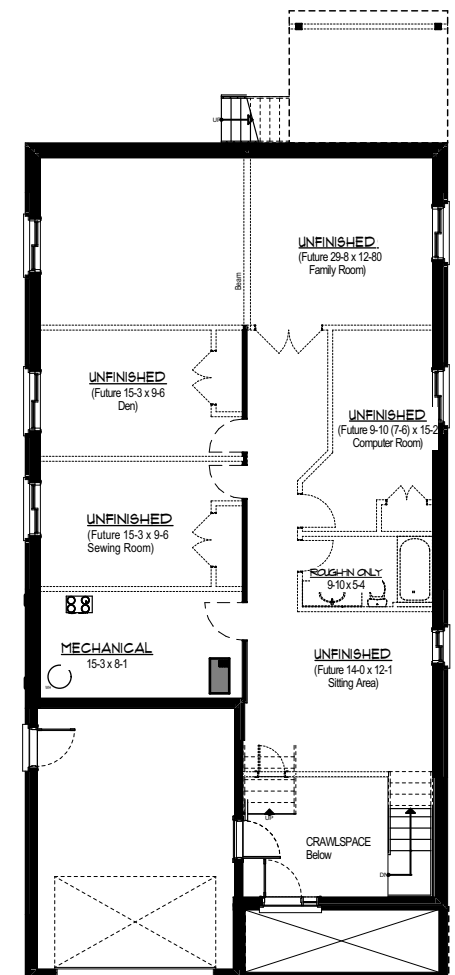 UP
UNFINISHED
(Future 29-8 x 12-80
Family Room)
Beam
UNFINISHED
(Future 15-3 x 9-6
Den)
UNFINISHED
(Future 9-10 (7-6) x 15-2
Computer Room)
UNFINISHED
(Future 15-3 x 9-6
Sewing Room)
ROUGH-IN ONLY
9-10 x 5-4
MECHANICAL
15-3 x 8-1
UNFINISHED
(Future 14-0 x 12-1
Sitting Area)
UP
CRAWLSPACE
Below
DN